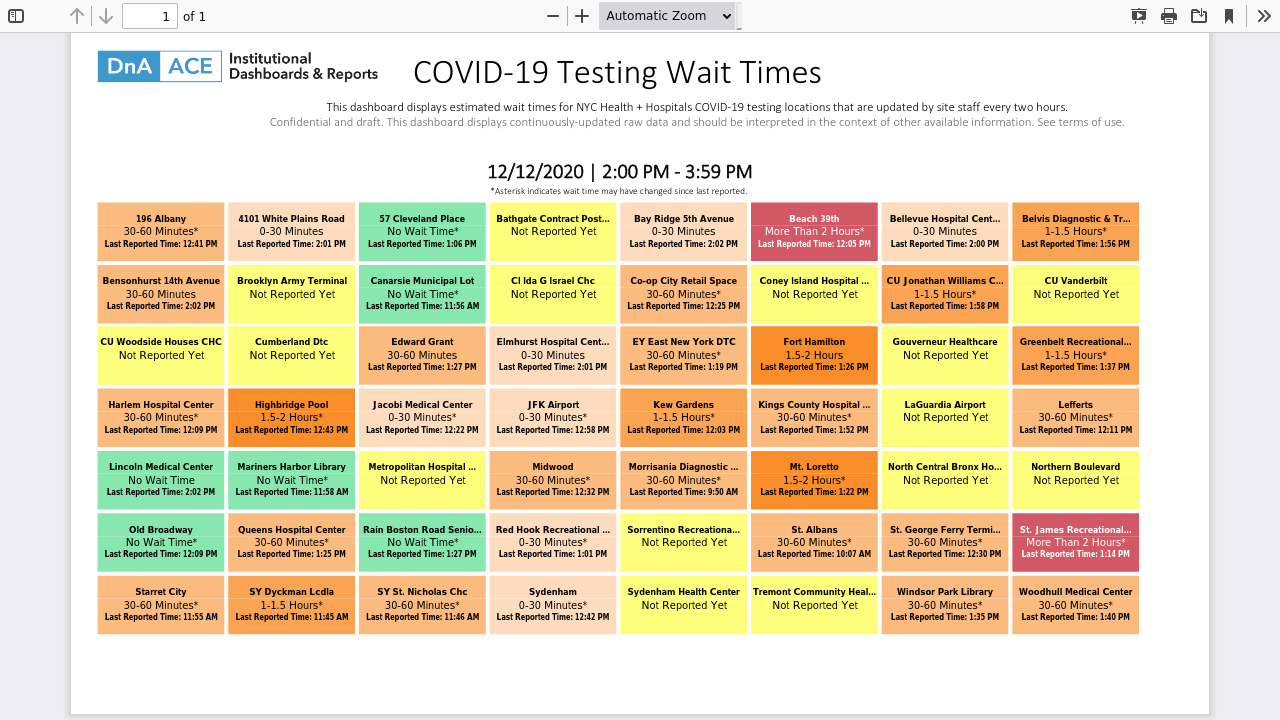 1 of 1 Automatic Zoom
DnA ACE Institutional Dashboards & Reports
COVID-19 Testing Wait Times
This dashboard displays estimated wait times for NYC Health + Hospitals COVID-19 testing locations that are updated by site staff every two hours.
Confidential and draft. This dashboard displays continuously-updated raw data and should be interpreted in the context of other available information. See terms of use.
12/12/2020 | 2:00 PM - 3:59 PM
*Asterisk indicates wait time may have changed since last reported.
196 Albany
30-60 Minutes*
Last Reported Time: 12:41 PM
4101 White Plains Road
0-30 Minutes
Last Reported Time: 2:01 PM
57 Cleveland Place
No Wait Time*
Last Reported Time: 1:06 PM
Bathgate Contract Post...
Not Reported Yet
Bay Ridge 5th Avenue
0-30 Minutes
Last Reported Time: 2:02 PM
Beach 39th
More Than 2 Hours*
Last Reported Time: 12:05 PM
Bellevue Hospital Cent...
0-30 Minutes
Last Reported Time: 2:00 PM
Belvis Diagnostic & Tr...
1-1.5 Hours*
Last Reported Time: 1:56 PM
Bensonhurst 14th Avenue
30-60 Minutes
Last Reported Time: 2:02 PM
Brooklyn Army Terminal
Not Reported Yet
Canarsie Municipal Lot
No Wait Time*
Last Reported Time: 11:56 AM
Cl Ida G Israel Chc
Not Reported Yet
Co-op City Retail Space
30-60 Minutes*
Last Reported Time: 12:25 PM
Coney Island Hospital ...
Not Reported Yet
CU Jonathan Williams C...
1-1.5 Hours*
Last Reported Time: 1:58 PM
CU Vanderbilt
Not Reported Yet
CU Woodside Houses CHC
Not Reported Yet
Cumberland Dtc
Not Reported Yet
Edward Grant
30-60 Minutes
Last Reported Time: 1:27 PM
Elmhurst Hospital Cent...
0-30 Minutes
Last Reported Time: 2:01 PM
EY East New York DTC
30-60 Minutes*
Last Reported Time: 1:19 PM
Fort Hamilton
1.5-2 Hours
Last Reported Time: 1:26 PM
Gouverneur Healthcare
Not Reported Yet
Greenbelt Recreational...
1-1.5 Hours*
Last Reported Time: 1:37 PM
Harlem Hospital Center
30-60 Minutes*
Last Reported Time: 12:09 PM
Highbridge Pool
1.5-2 Hours*
Last Reported Time: 12:43 PM
Jacobi Medical Center
0-30 Minutes*
Last Reported Time: 12:22 PM
JFK Airport
0-30 Minutes*
Last Reported Time: 12:58 PM
Kew Gardens
1-1.5 Hours*
Last Reported Time: 12:03 PM
Kings County Hospital ...
30-60 Minutes*
Last Reported Time: 1:52 PM
LaGuardia Airport
Not Reported Yet
Lefferts
30-60 Minutes*
Last Reported Time: 12:11 PM
Lincoln Medical Center
No Wait Time
Last Reported Time: 2:02 PM
Mariners Harbor Library
No Wait Time*
Last Reported Time: 11:58 AM
Metropolitan Hospital ...
Not Reported Yet
Midwood
30-60 Minutes*
Last Reported Time: 12:32 PM
Morrisania Diagnostic ...
30-60 Minutes*
Last Reported Time: 9:50 AM
Mt. Loretto
1.5-2 Hours*
Last Reported Time: 1:22 PM
North Central Bronx Ho...
Not Reported Yet
Northern Boulevard
Not Reported Yet
Old Broadway
No Wait Time*
Last Reported Time: 12:09 PM
Queens Hospital Center
30-60 Minutes*
Last Reported Time: 1:25 PM
Rain Boston Road Senio...
No Wait Time*
Last Reported Time: 1:27 PM
Red Hook Recreational ...
0-30 Minutes*
Last Reported Time: 1:01 PM
Sorrentino Recreationa...
Not Reported Yet
St. Albans
30-60 Minutes*
Last Reported Time: 10:07 AM
St. George Ferry Termi...
30-60 Minutes*
Last Reported Time: 12:30 PM
St. James Recreational...
More Than 2 Hours*
Last Reported Time: 1:14 PM
Starret City
30-60 Minutes*
Last Reported Time: 11:55 AM
SY Dyckman Lcdla
1-1.5 Hours*
Last Reported Time: 11:45 AM
SY St. Nicholas Chc
30-60 Minutes*
Last Reported Time: 11:46 AM
Sydenham
0-30 Minutes*
Last Reported Time: 12:42 PM
Sydenham Health Center
Not Reported Yet
Tremont Community Heal...
Not Reported Yet
Windsor Park Library
30-60 Minutes*
Last Reported Time: 1:35 PM
Woodhull Medical Center
30-60 Minutes*
Last Reported Time: 1:40 PM